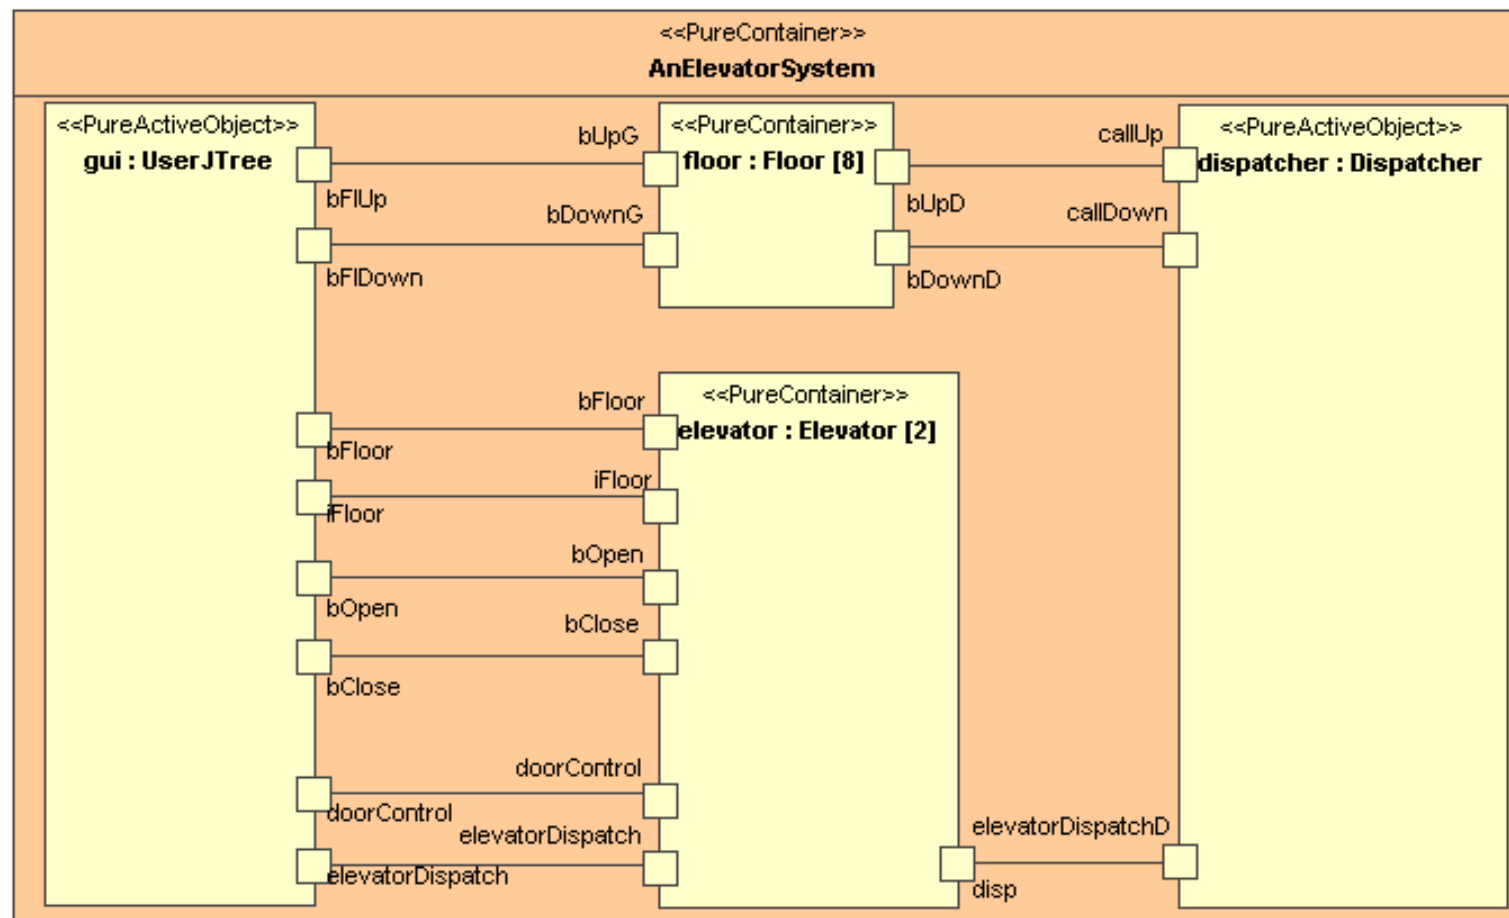 <<PureContainer>>
AnElevatorSystem
<<PureActiveObject>>
gui : UserJTree
bFlUp
bFlDown
bFloor
iFloor
bOpen
bClose
doorControl
elevatorDispatch
bUpG
bDownG
<<PureContainer>>
floor : Floor [8]
bUpD
bDownD
bFloor
iFloor
bOpen
bClose
doorControl
elevatorDispatch
<<PureContainer>>
elevator : Elevator [2]
disp
callUp
callDown
elevatorDispatchD
<<PureActiveObject>>
dispatcher : Dispatcher